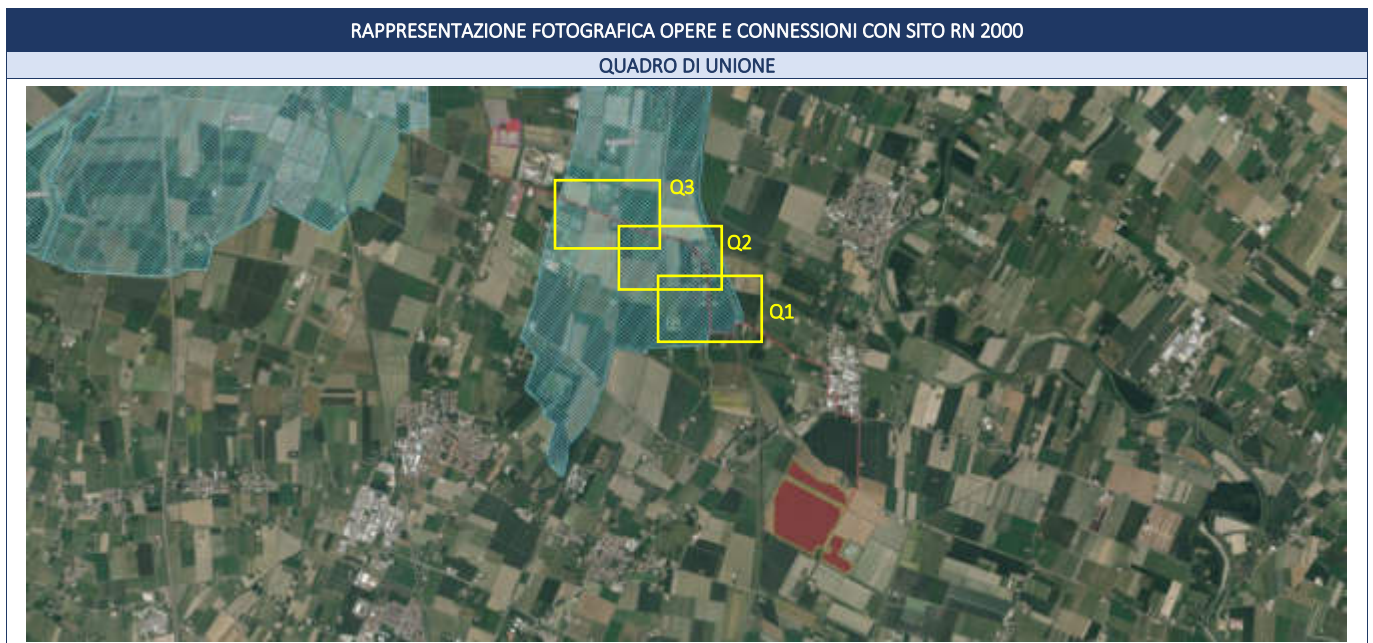 RAPPRESENTAZIONE FOTOGRAFICA OPERE E CONNESSIONI CON SITO RN 2000
QUADRO DI UNIONE
Q3
Q2
Q1